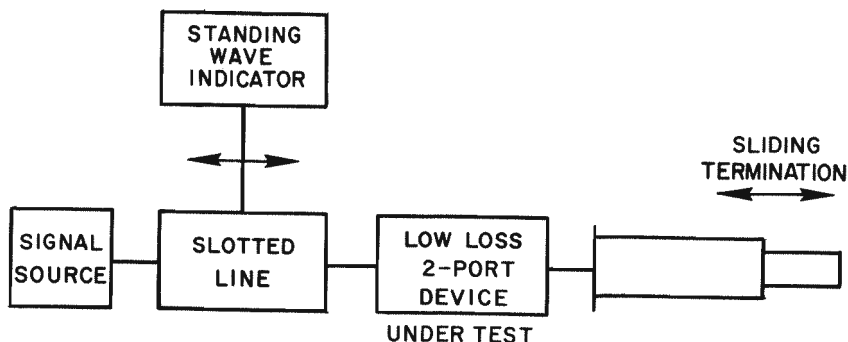 STANDING
WAVE
INDICATOR
SLIDING
TERMINATION
SIGNAL
SOURCE
SLOTTED
LINE
LOW LOSS
2-PORT
DEVICE
UNDER TEST